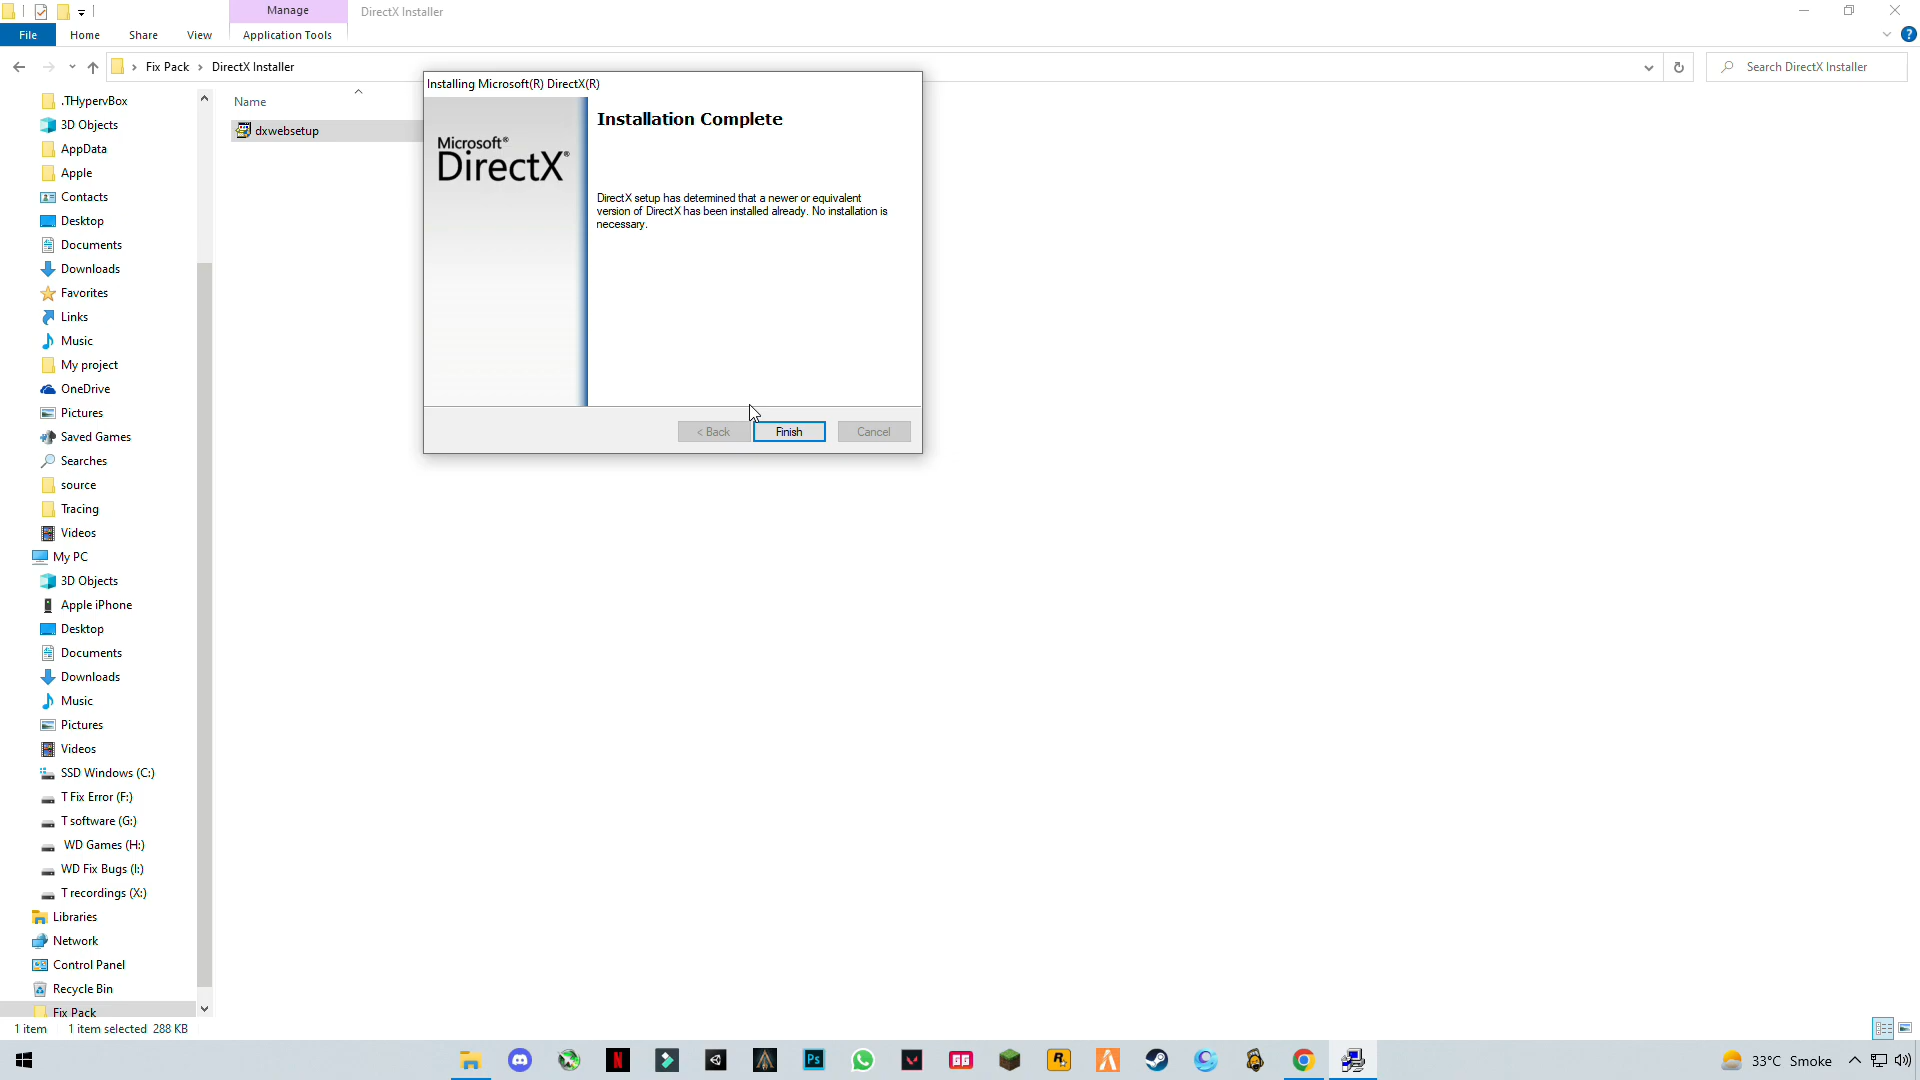 Manage
DirectX Installer
File
Home
Share
View
Application Tools
Fix Pack
DirectX Installer
Search DirectX Installer
.THypervBox
3D Objects
AppData
Apple
Contacts
Desktop
Documents
Downloads
Favorites
Links
Music
My project
OneDrive
Pictures
Saved Games
Searches
source
Tracing
Videos
My PC
3D Objects
Apple iPhone
Desktop
Documents
Downloads
Music
Pictures
Videos
SSD Windows (C:)
T Fix Error (F:)
T software (G:)
WD Games (H:)
WD Fix Bugs (I:)
T recordings (X:)
Libraries
Network
Control Panel
Recycle Bin
Fix Pack
Name
dxwebsetup
Installing Microsoft(R) DirectX(R)
Microsoft®
DirectX®
Installation Complete
DirectX setup has determined that a newer or equivalent
version of DirectX has been installed already. No installation is
necessary.
< Back
Finish
Cancel
1 item
1 item selected 288 KB
33°C Smoke